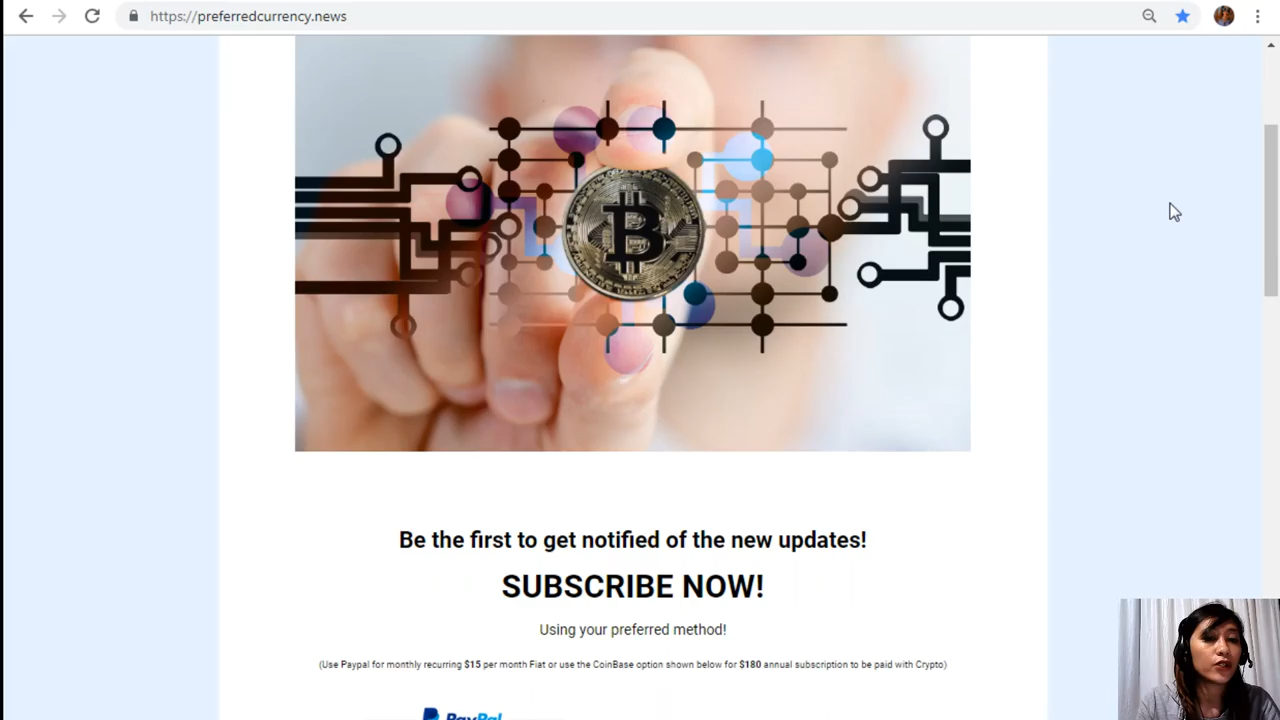 https://preferredcurrency.news
Be the first to get notified of the new updates!
SUBSCRIBE NOW!
Using your preferred method!
(Use Paypal for monthly recurring $15 per month Fiat or use the CoinBase option shown below for $180 annual subscription to be paid with Crypto)
PayPal